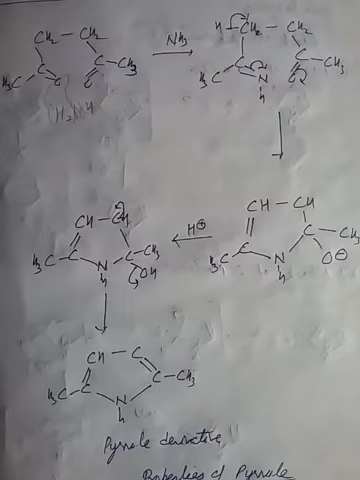 CH₂ — CH₂
H₃C C O C O CH₃
H₃N H
NH₃
H CH₂ — CH₂
H₃C C N H C O CH₃
CH — CH
H₃C C N H C CH₃ O⊖
H⊕
CH — CH
H₃C C N H C CH₃ OH
CH — C
H₃C C N H C — CH₃
Pyrrole derivative
Properties of Pyrrole